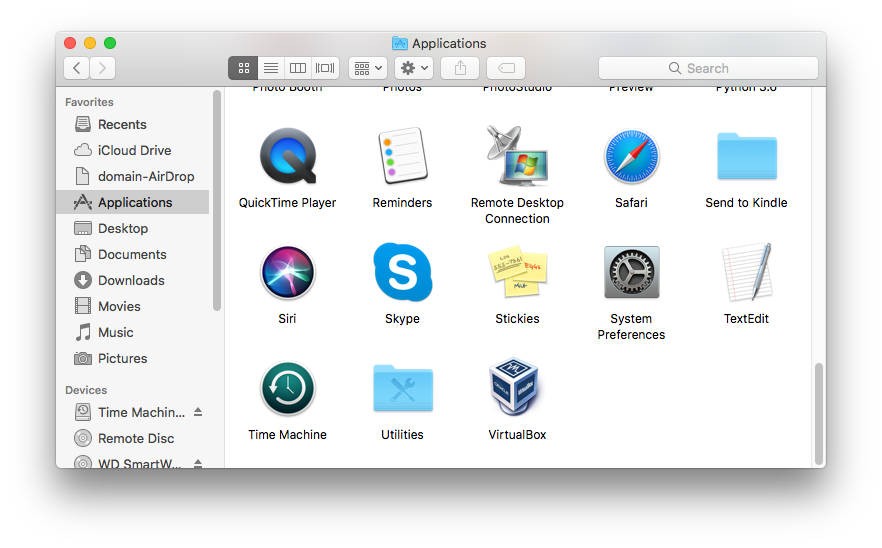 Applications
Search
Favorites
Recents
iCloud Drive
domain-AirDrop
Applications
Desktop
Documents
Downloads
Movies
Music
Pictures
Devices
Time Machin...
Remote Disc
WD SmartW...
Photo Booth
Photos
PhotoStudio
Preview
Python 3.6
QuickTime Player
Reminders
Remote Desktop
Connection
Safari
Send to Kindle
Siri
Skype
Stickies
System
Preferences
TextEdit
Time Machine
Utilities
VirtualBox